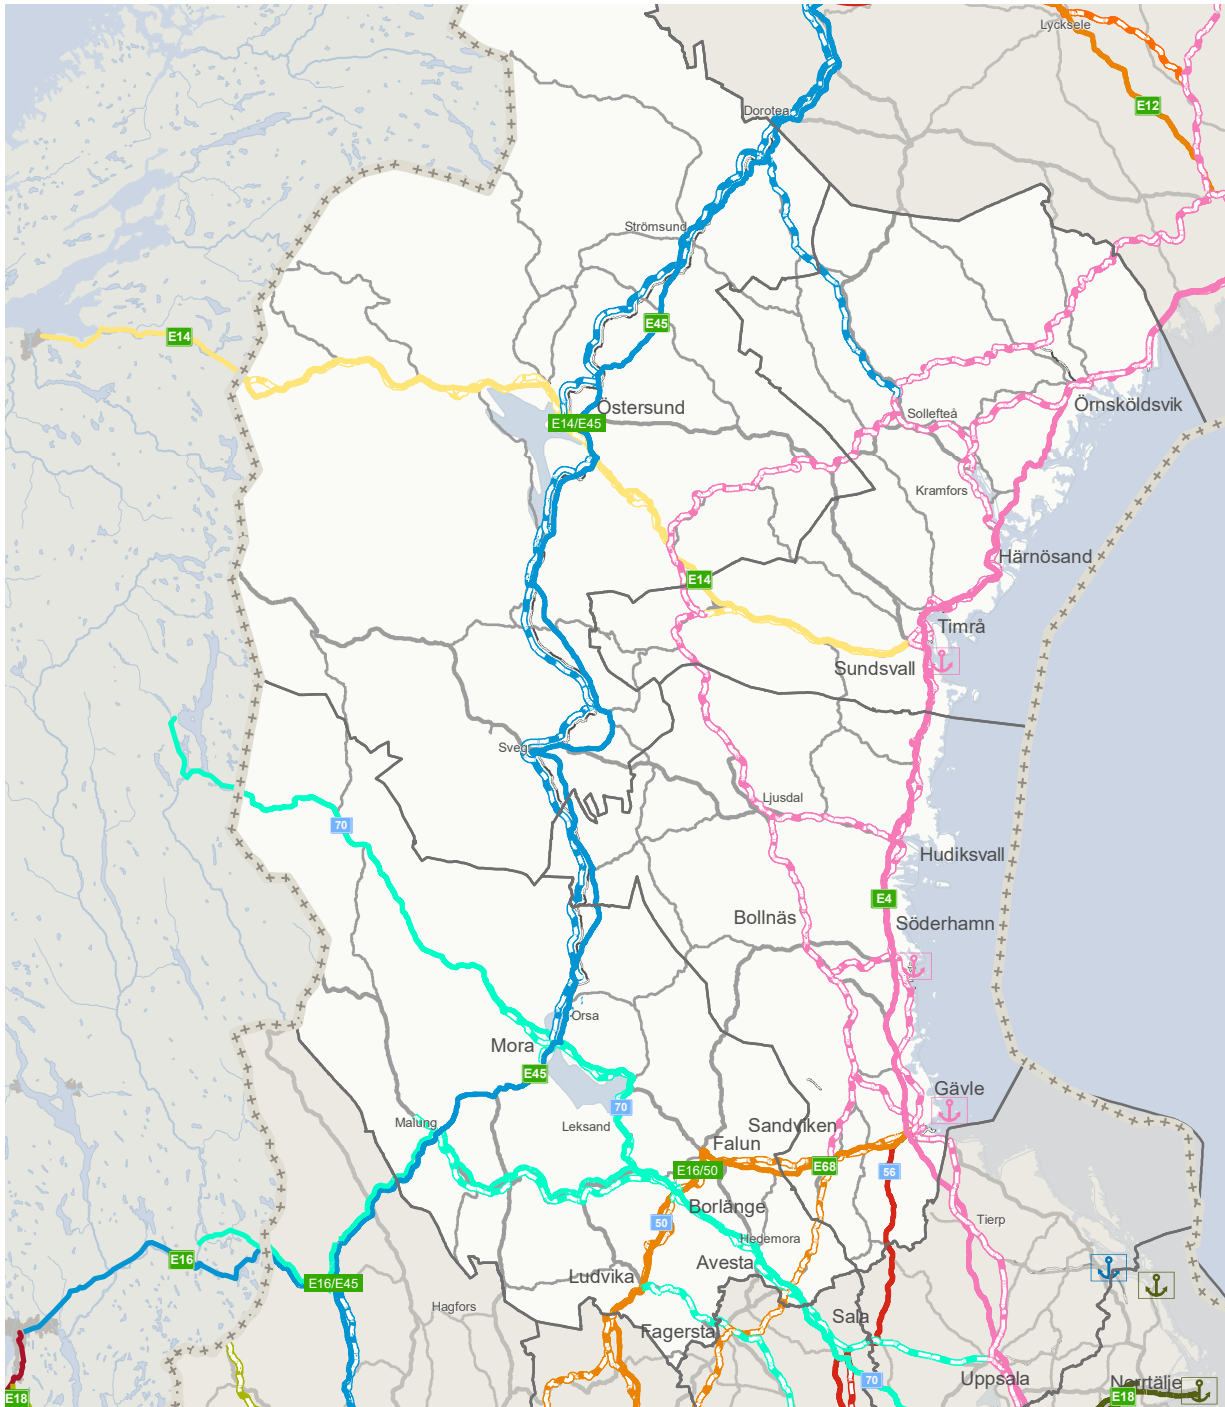 Lycksele
E12
Dorotea
Strömsund
E45
E14
Östersund
E14/E45
Sollefteå
Örnsköldsvik
Kramfors
Härnösand
E14
Timrå
Sundsvall
Sveg
Ljusdal
70
Hudiksvall
E4
Bollnäs
Söderhamn
Orsa
Mora
E45
Gävle
70
Malung
Leksand
Sandviken
Falun
E16/50
E68
56
Borlänge
50
Tierp
Hedemora
Avesta
E16
Ludvika
E16/E45
Hagfors
Sala
Fagersta
Uppsala
70
Norrtälje
E18
E18